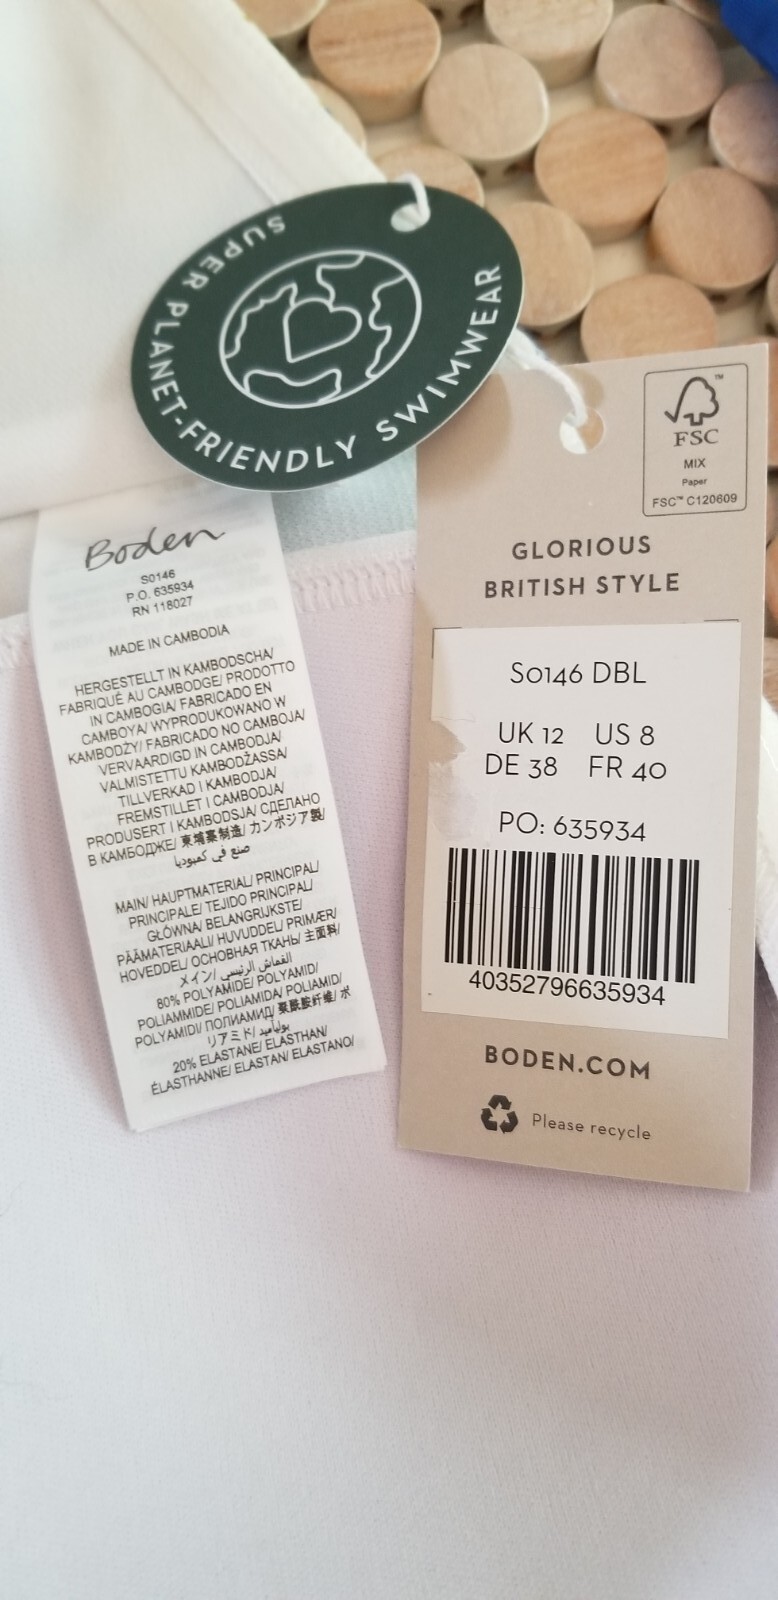 SUPER PLANET-FRIENDLY SWIMWEAR
Boden
S0146
P.O. 635934
RN 118027
MADE IN CAMBODIA
HERGESTELLT IN KAMBODSCHA/
FABRIQUÉ AU CAMBODGE/ PRODOTTO
IN CAMBOGIA/ FABRICADO EN
CAMBOYA/ WYPRODUKOWANO W
KAMBODŻY/ FABRICADO NO CAMBOJA/
VERVAARDIGD IN CAMBODJA/
VALMISTETTU KAMBODŽASSA/
TILLVERKAD I KAMBODJA/
FREMSTILLET I CAMBODJA/
PRODUSERT I KAMBODSJA/ СДЕЛАНО
В КАМБОДЖЕ/ 柬埔寨制造/ カンボジア製/
صنع في كمبوديا
MAIN/ HAUPTMATERIAL/ PRINCIPAL/
PRINCIPALE/ TEJIDO PRINCIPAL/
GŁÓWNA/ BELANGRIJKSTE/
PÄÄMATERIAALI/ HUVUDDEL/ PRIMÆR/
HOVEDDEL/ ОСНОВНАЯ ТКАНЬ/ 主面料/
メイン/ القماش الرئيسي/
80% POLYAMIDE/ POLYAMID/
POLIAMMIDE/ POLIAMIDA/ POLIAMID/
POLYAMIDI/ ПОЛИАМИД/ 聚酰胺纤维/ ポ
リアミド/ بولياميد
20% ELASTANE/ ELASTHAN/
ÉLASTHANNE/ ELASTAN/ ELASTANO/
FSC™
MIX
Paper
FSC™ C120609
GLORIOUS
BRITISH STYLE
S0146 DBL
UK 12 US 8
DE 38 FR 40
PO: 635934
40352796635934
BODEN.COM
Please recycle